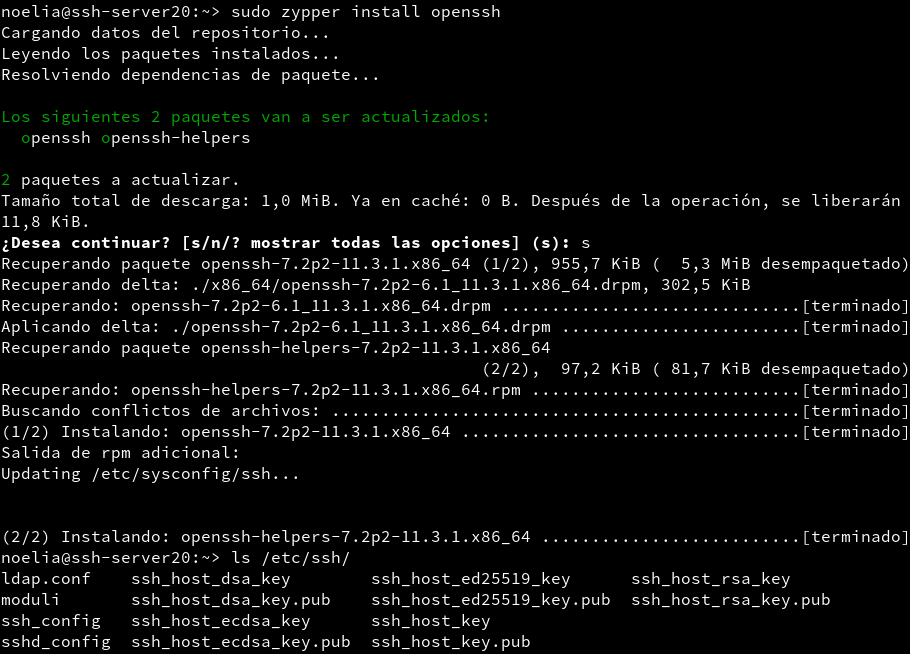 noelia@ssh-server20:~> sudo zypper install openssh
Cargando datos del repositorio...
Leyendo los paquetes instalados...
Resolviendo dependencias de paquete...
Los siguientes 2 paquetes van a ser actualizados:
  openssh openssh-helpers
2 paquetes a actualizar.
Tamaño total de descarga: 1,0 MiB. Ya en caché: 0 B. Después de la operación, se liberarán
11,8 KiB.
¿Desea continuar? [s/n/? mostrar todas las opciones] (s): s
Recuperando paquete openssh-7.2p2-11.3.1.x86_64 (1/2), 955,7 KiB (  5,3 MiB desempaquetado)
Recuperando delta: ./x86_64/openssh-7.2p2-6.1_11.3.1.x86_64.drpm, 302,5 KiB
Recuperando: openssh-7.2p2-6.1_11.3.1.x86_64.drpm ..............................[terminado]
Aplicando delta: ./openssh-7.2p2-6.1_11.3.1.x86_64.drpm ........................[terminado]
Recuperando paquete openssh-helpers-7.2p2-11.3.1.x86_64
                                                (2/2),  97,2 KiB ( 81,7 KiB desempaquetado)
Recuperando: openssh-helpers-7.2p2-11.3.1.x86_64.rpm ...........................[terminado]
Buscando conflictos de archivos: ...............................................[terminado]
(1/2) Instalando: openssh-7.2p2-11.3.1.x86_64 ..................................[terminado]
Salida de rpm adicional:
Updating /etc/sysconfig/ssh...
(2/2) Instalando: openssh-helpers-7.2p2-11.3.1.x86_64 ..........................[terminado]
noelia@ssh-server20:~> ls /etc/ssh/
ldap.conf    ssh_host_dsa_key        ssh_host_ed25519_key      ssh_host_rsa_key
moduli       ssh_host_dsa_key.pub    ssh_host_ed25519_key.pub  ssh_host_rsa_key.pub
ssh_config   ssh_host_ecdsa_key      ssh_host_key
sshd_config  ssh_host_ecdsa_key.pub  ssh_host_key.pub